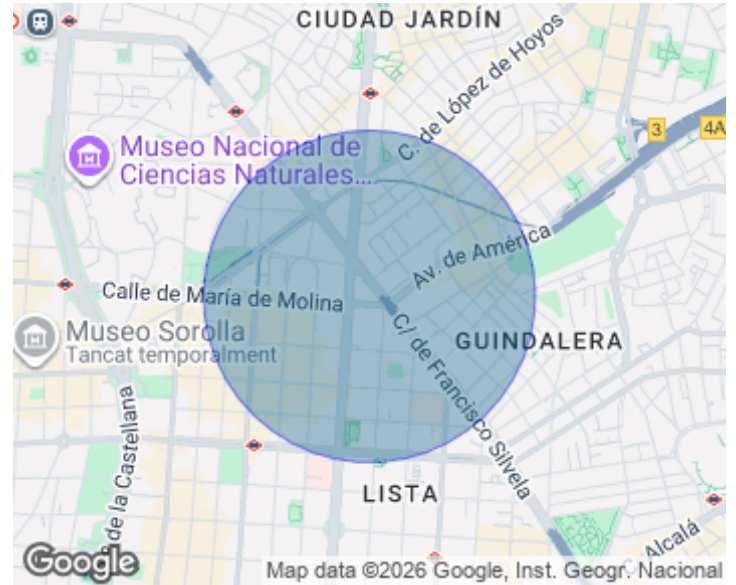 CIUDAD JARDÍN
C. de López de Hoyos
3
4A
Museo Nacional de
Ciencias Naturales...
Av. de América
Calle de María de Molina
Museo Sorolla
Tancat temporalment
C/ de Francisco Silvela
GUINDALERA
de la Castellana
LISTA
Alcalá
Google
Map data ©2026 Google, Inst. Geogr. Nacional